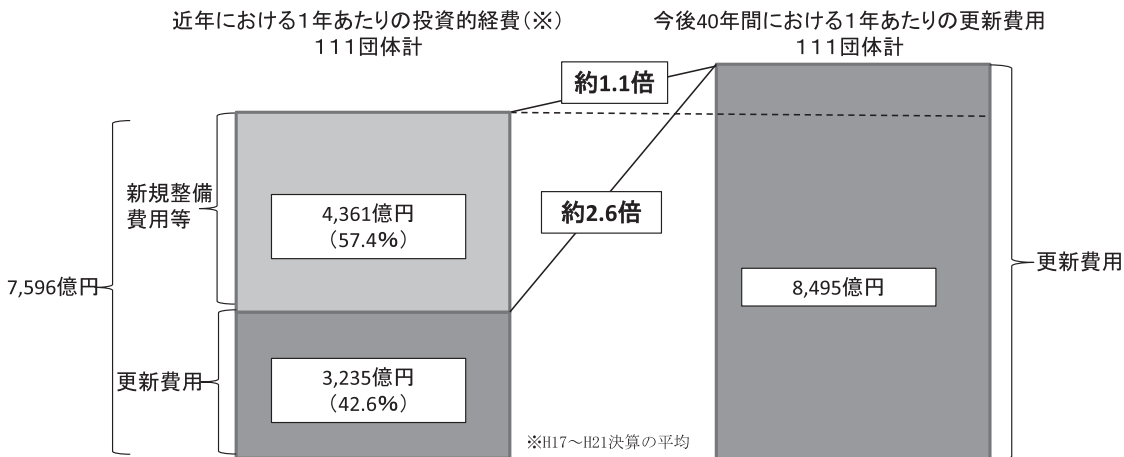 近年における1年あたりの投資的経費(※)
111団体計
今後40年間における1年あたりの更新費用
111団体計
約1.1倍
新規整備
費用等
4,361億円
(57.4%)
約2.6倍
7,596億円
8,495億円
更新費用
更新費用
3,235億円
(42.6%)
※H17~H21決算の平均